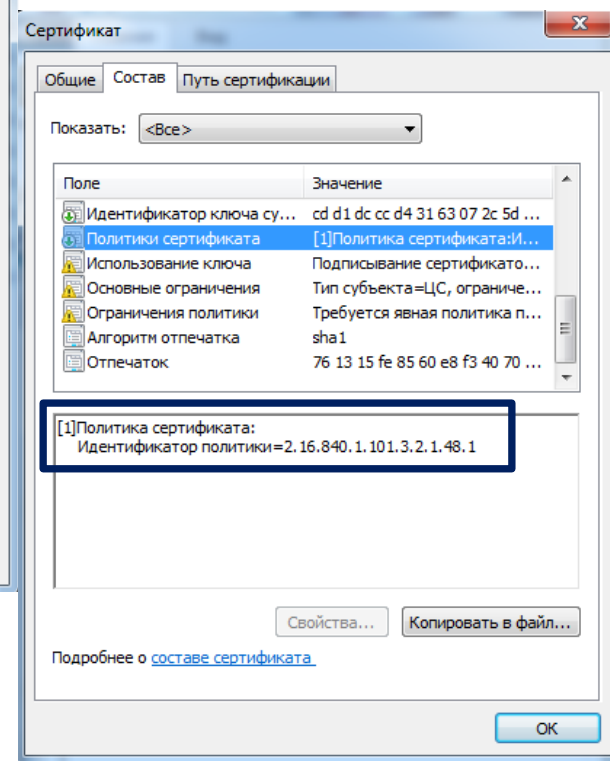 Сертификат
Общие Состав Путь сертификации
Показать: <Все>
Поле Значение
Идентификатор ключа су... cd d1 dc cc d4 31 63 07 2c 5d ...
Политики сертификата [1]Политика сертификата:И...
Использование ключа Подписывание сертификато...
Основные ограничения Тип субъекта=ЦС, ограниче...
Ограничения политики Требуется явная политика п...
Алгоритм отпечатка sha1
Отпечаток 76 13 15 fe 85 60 e8 f3 40 70 ...
[1]Политика сертификата:
Идентификатор политики=2.16.840.1.101.3.2.1.48.1
Свойства... Копировать в файл...
Подробнее о составе сертификата
ОК